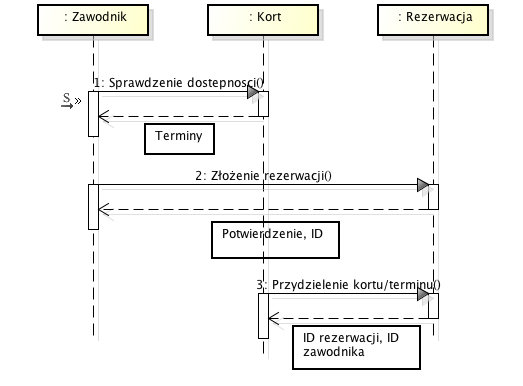 : Zawodnik
: Kort
: Rezerwacja
1: Sprawdzenie dostepnosci()
S »
Terminy
2: Złożenie rezerwacji()
Potwierdzenie, ID
3: Przydzielenie kortu/terminu()
ID rezerwacji, ID
zawodnika